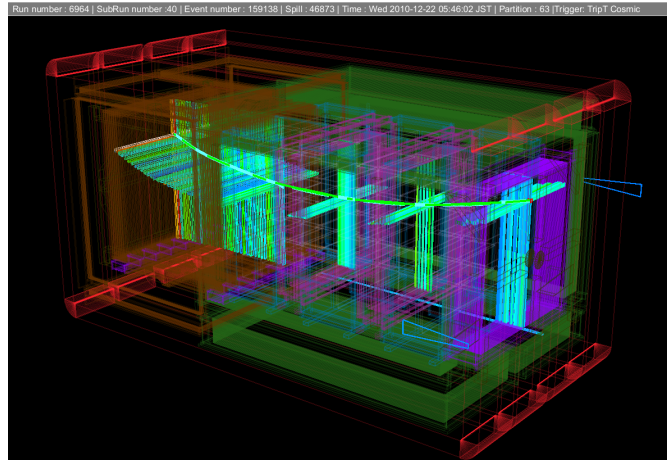 Run number : 6964 | SubRun number :40 | Event number : 159138 | Spill : 46873 | Time : Wed 2010-12-22 05:46:02 JST | Partition : 63 |Trigger: TripT Cosmic